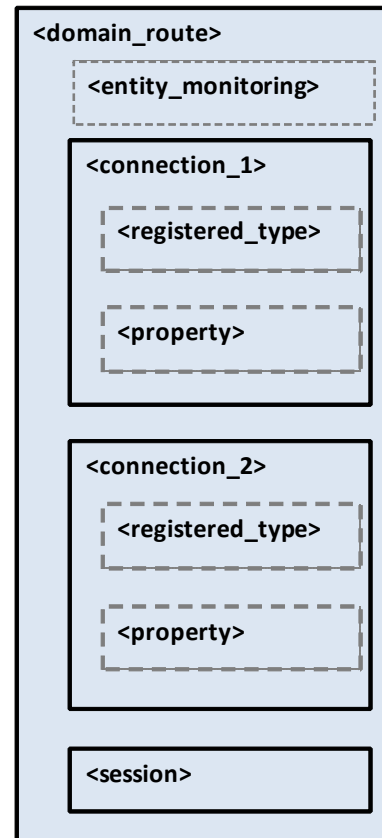 <domain_route>
<entity_monitoring>
<connection_1>
<registered_type>
<property>
<connection_2>
<registered_type>
<property>
<session>